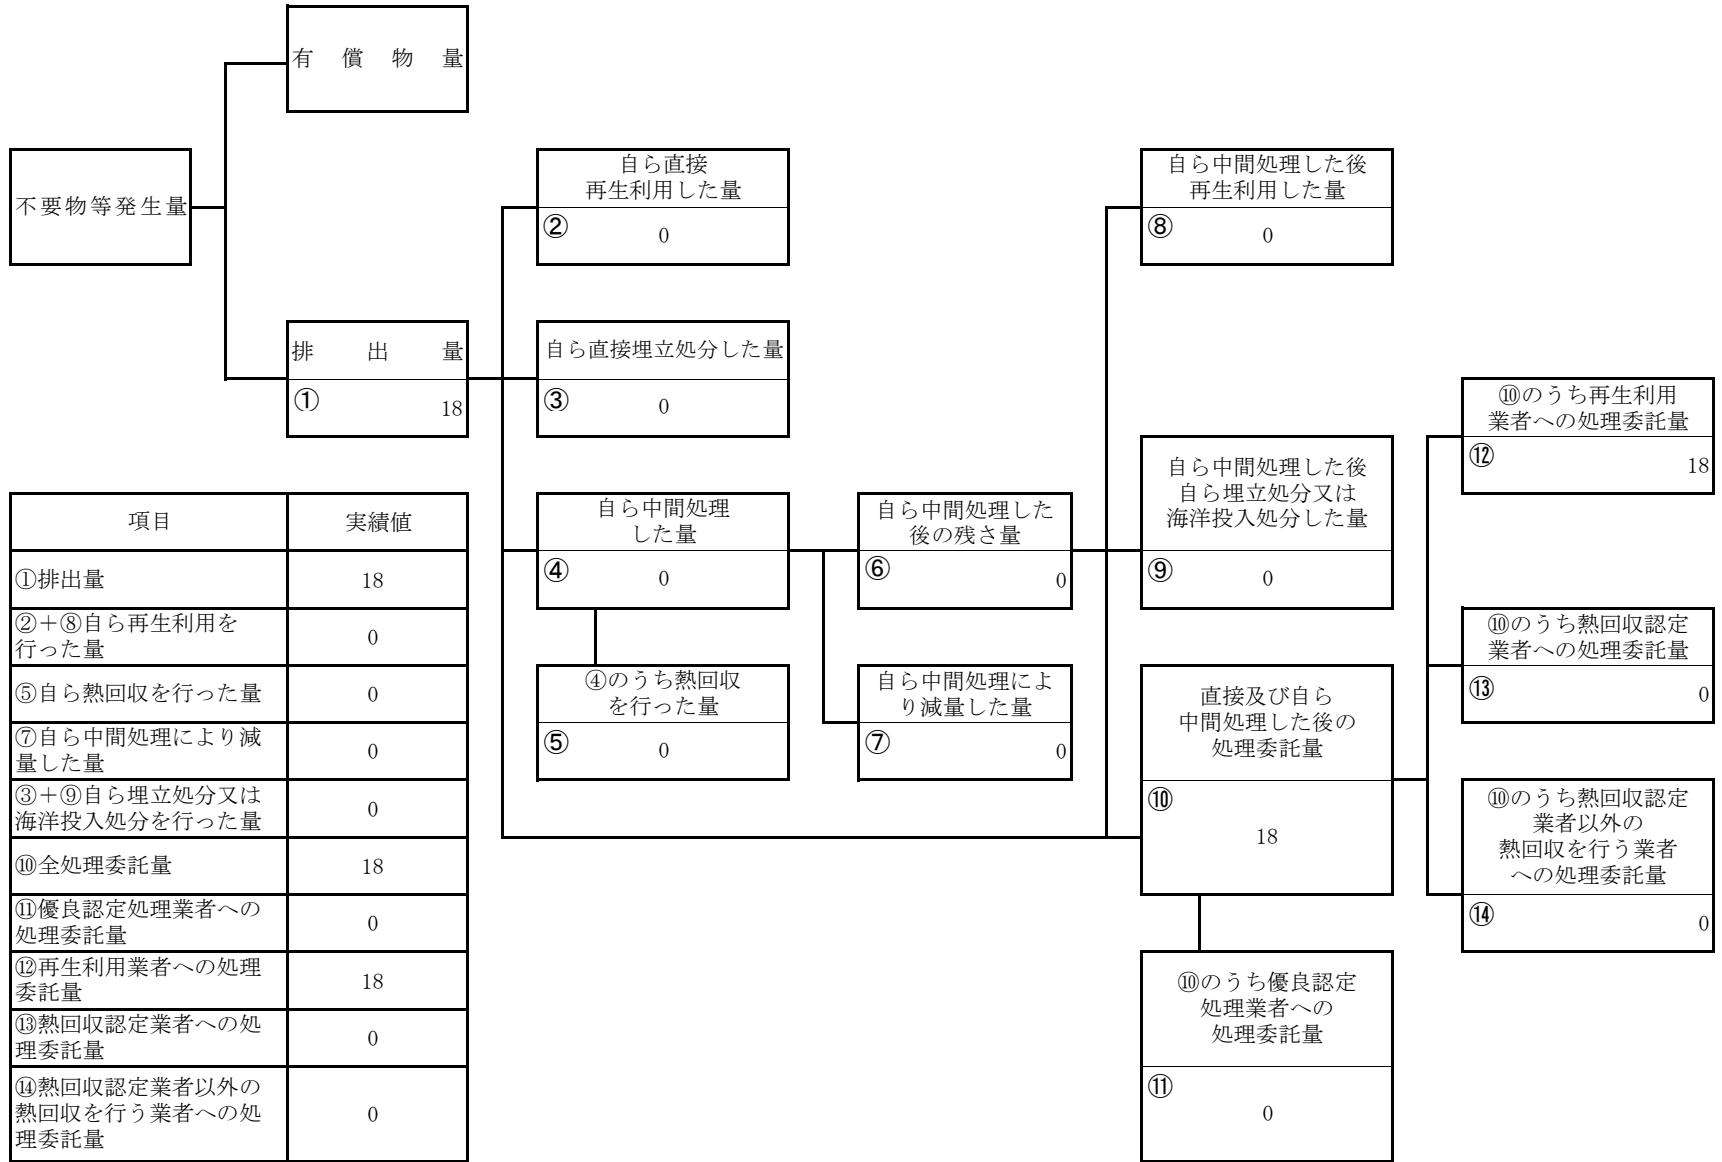 有償物量
不要物等発生量
排出量
①
18
自ら直接
再生利用した量
②
0
自ら直接埋立処分した量
③
0
自ら中間処理
した量
④
0
④のうち熱回収
を行った量
⑤
0
自ら中間処理した
後の残さ量
⑥
0
自ら中間処理によ
り減量した量
⑦
0
自ら中間処理した後
再生利用した量
⑧
0
自ら中間処理した後
自ら埋立処分又は
海洋投入処分した量
⑨
0
直接及び自ら
中間処理した後の
処理委託量
⑩
18
⑩のうち優良認定
処理業者への
処理委託量
⑪
0
⑩のうち再生利用
業者への処理委託量
⑫
18
⑩のうち熱回収認定
業者への処理委託量
⑬
0
⑩のうち熱回収認定
業者以外の
熱回収を行う業者
への処理委託量
⑭
0
項目 実績値
①排出量 18
②＋⑧自ら再生利用を
行った量 0
⑤自ら熱回収を行った量 0
⑦自ら中間処理により減
量した量 0
③＋⑨自ら埋立処分又は
海洋投入処分を行った量 0
⑩全処理委託量 18
⑪優良認定処理業者への
処理委託量 0
⑫再生利用業者への処理
委託量 18
⑬熱回収認定業者への処
理委託量 0
⑭熱回収認定業者以外の
熱回収を行う業者への処
理委託量 0